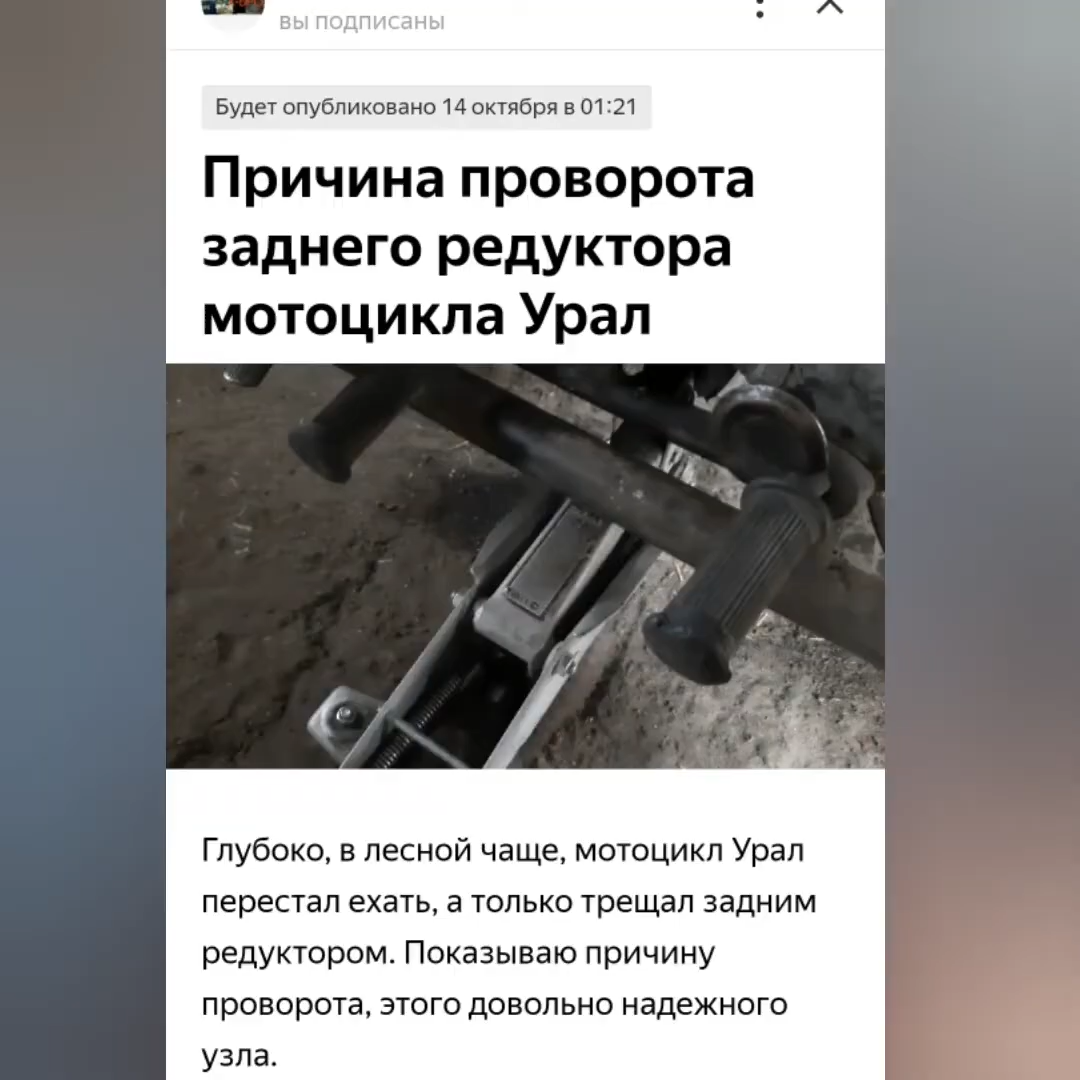 вы подписаны
Будет опубликовано 14 октября в 01:21
Причина проворота
заднего редуктора
мотоцикла Урал
Глубоко, в лесной чаще, мотоцикл Урал
перестал ехать, а только трещал задним
редуктором. Показываю причину
проворота, этого довольно надежного
узла.